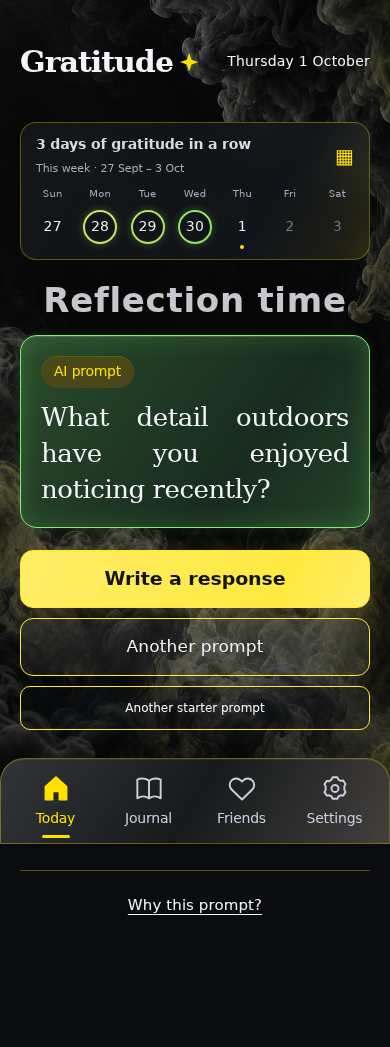 Gratitude
Thursday 1 October
3 days of gratitude in a row
This week · 27 Sept – 3 Oct
Sun Mon Tue Wed Thu Fri Sat
27 28 29 30 1 2 3
Reflection time
AI prompt
What detail outdoors
have you enjoyed
noticing recently?
Write a response
Another prompt
Another starter prompt
Today Journal Friends Settings
Why this prompt?